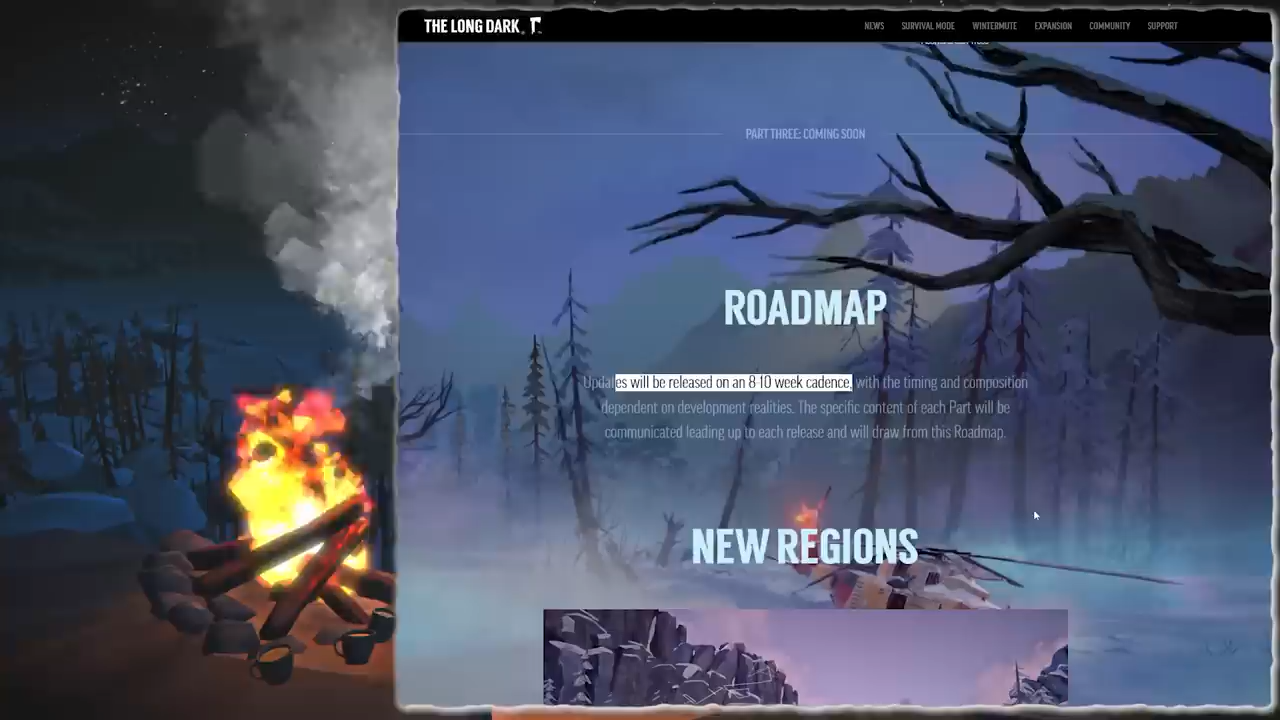 THE LONG DARK
NEWS SURVIVAL MODE WINTERMUTE EXPANSION COMMUNITY SUPPORT
PART THREE: COMING SOON
ROADMAP
Updates will be released on an 8-10 week cadence, with the timing and composition
dependent on development realities. The specific content of each Part will be
communicated leading up to each release and will draw from this Roadmap.
NEW REGIONS